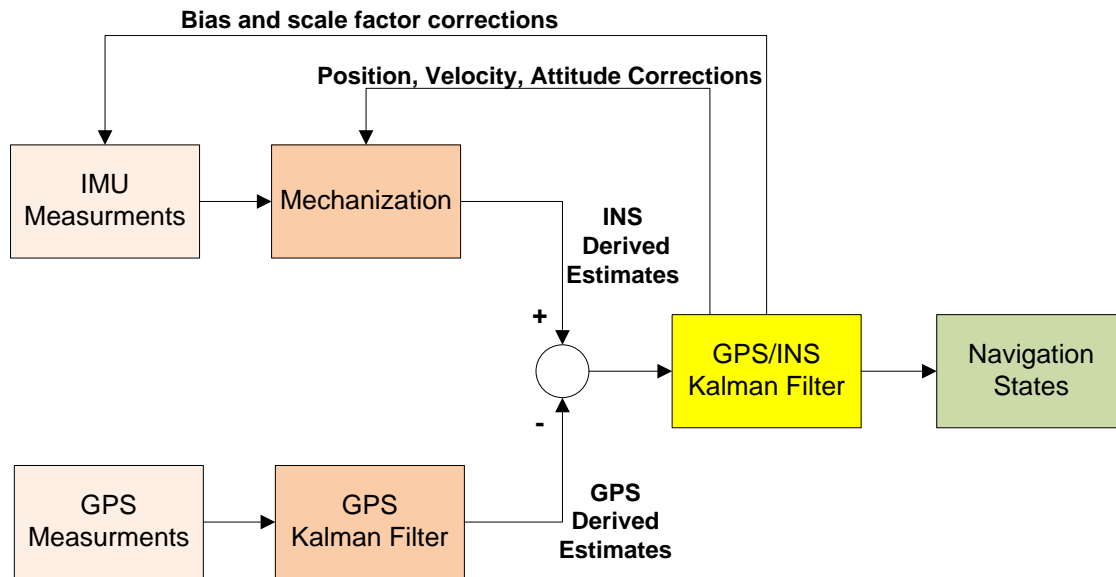 Bias and scale factor corrections
Position, Velocity, Attitude Corrections
IMU
Measurments
Mechanization
INS
Derived
Estimates
+
GPS/INS
Kalman Filter
Navigation
States
-
GPS
Measurments
GPS
Kalman Filter
GPS
Derived
Estimates